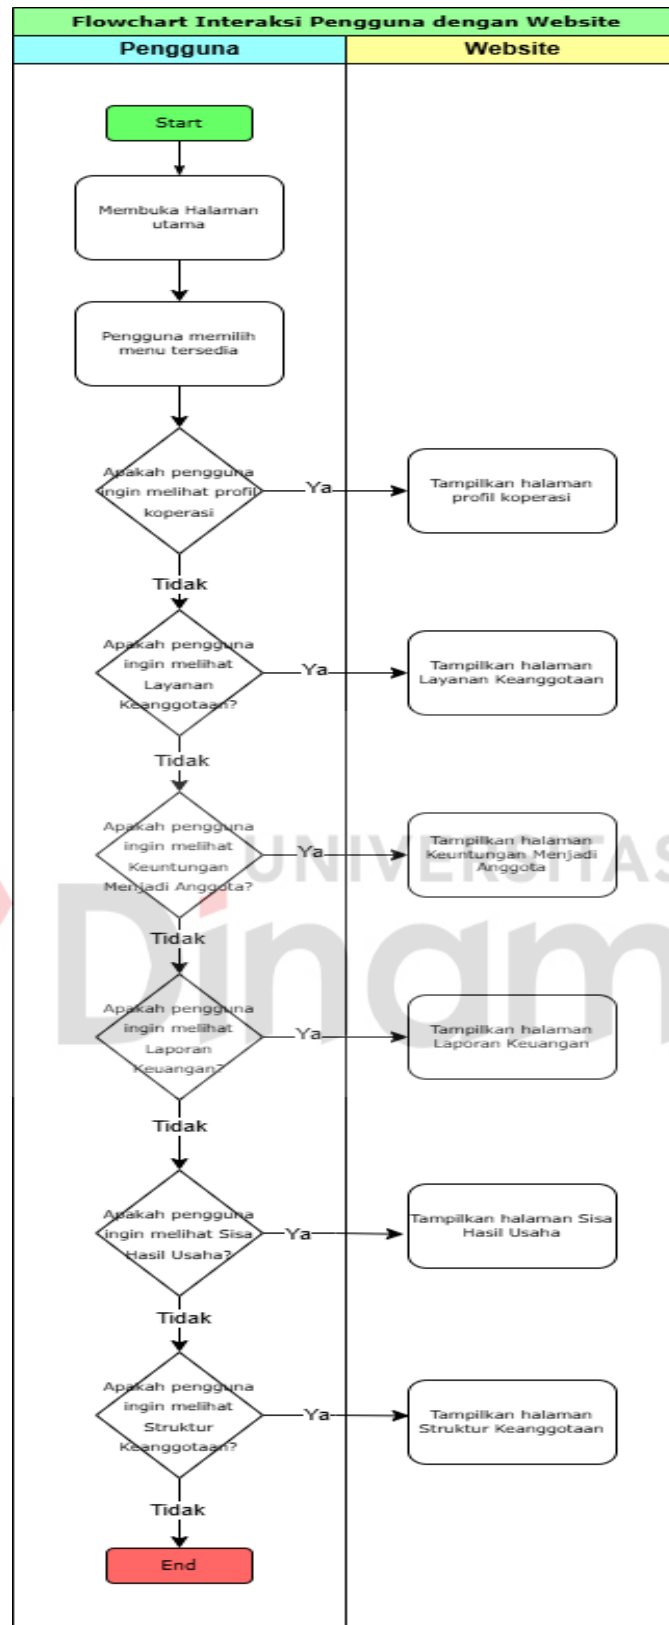 Flowchart Interaksi Pengguna dengan Website
Pengguna
Website
Start
Membuka Halaman
utama
Pengguna memilih
menu tersedia
Apakah pengguna
ingin melihat profil
koperasi
Ya
Tampilkan halaman
profil koperasi
Tidak
Apakah pengguna
ingin melihat
Layanan
Keanggotaan?
Ya
Tampilkan halaman
Layanan Keanggotaan
Tidak
Apakah pengguna
ingin melihat
Keuntungan
Menjadi Anggota?
Ya
Tampilkan halaman
Keuntungan Menjadi
Anggota
UNIVERSITAS
Tidak
Dinam
Apakah pengguna
ingin melihat
Laporan
Keuangan?
Ya
Tampilkan halaman
Laporan Keuangan
Tidak
Apakah pengguna
ingin melihat Sisa
Hasil Usaha?
Ya
Tampilkan halaman Sisa
Hasil Usaha
Tidak
Apakah pengguna
ingin melihat
Struktur
Keanggotaan?
Ya
Tampilkan halaman
Struktur Keanggotaan
Tidak
End